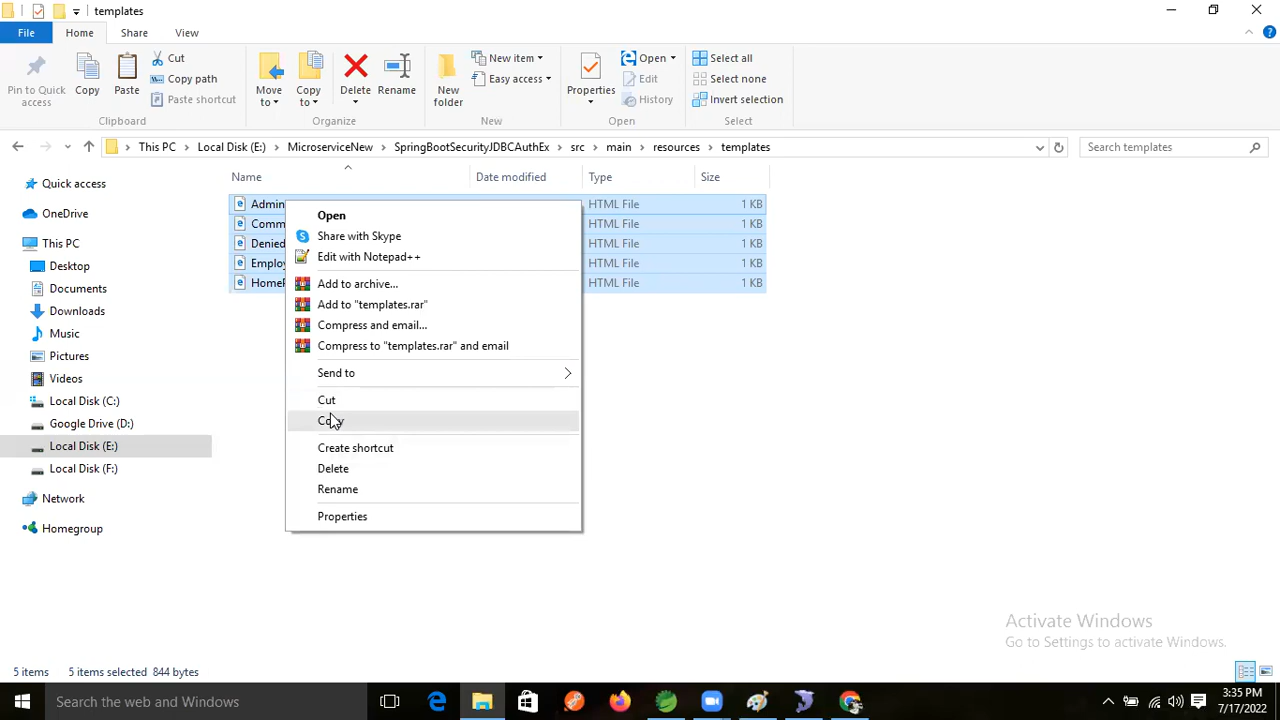 templates
File Home Share View
Pin to Quick access
Copy
Paste
Cut
Copy path
Paste shortcut
Move to
Copy to
Delete
Rename
New folder
New item
Easy access
Properties
Open
Edit
History
Select all
Select none
Invert selection
Clipboard Organize New Open Select
This PC Local Disk (E:) MicroserviceNew SpringBootSecurityJDBCAuthEx src main resources templates Search templates
Name Date modified Type Size
Quick access
OneDrive
This PC
Desktop
Documents
Downloads
Music
Pictures
Videos
Local Disk (C:)
Google Drive (D:)
Local Disk (E:)
Local Disk (F:)
Network
Homegroup
Admin HTML File 1 KB
Comm HTML File 1 KB
Denied HTML File 1 KB
Employ HTML File 1 KB
HomeP HTML File 1 KB
Open
Share with Skype
Edit with Notepad++
Add to archive...
Add to "templates.rar"
Compress and email...
Compress to "templates.rar" and email
Send to
Cut
Copy
Create shortcut
Delete
Rename
Properties
Activate Windows
Go to Settings to activate Windows.
5 items 5 items selected 844 bytes
Search the web and Windows
3:35 PM
7/17/2022